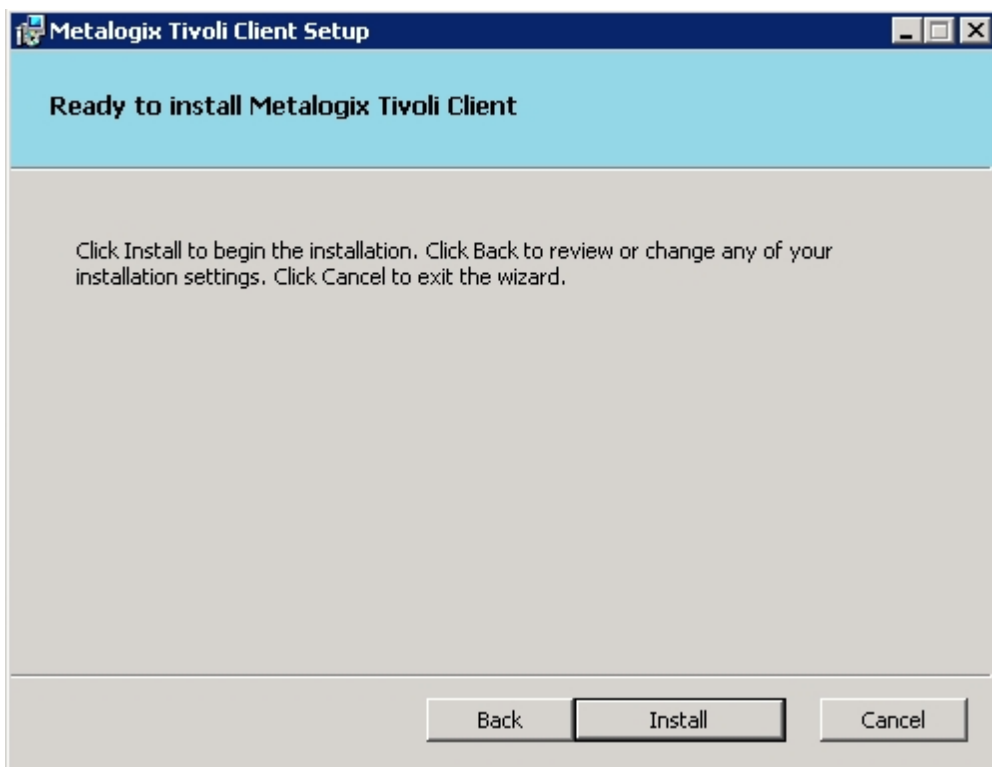 Metalogix Tivoli Client Setup
Ready to install Metalogix Tivoli Client
Click Install to begin the installation. Click Back to review or change any of your
installation settings. Click Cancel to exit the wizard.
Back Install Cancel